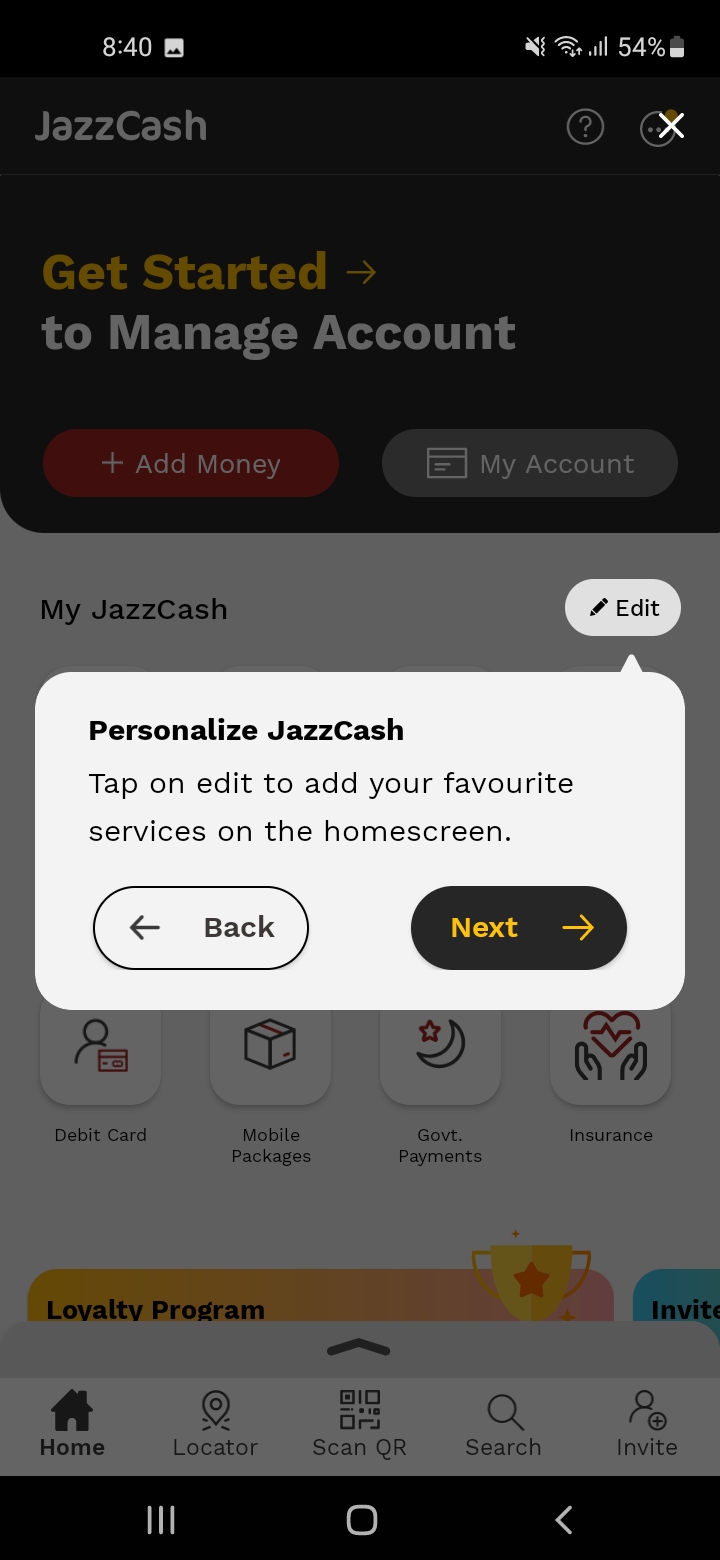 8:40
54%
JazzCash
Get Started →
to Manage Account
+ Add Money
My Account
My JazzCash
Edit
Personalize JazzCash
Tap on edit to add your favourite
services on the homescreen.
← Back
Next →
Debit Card
Mobile
Packages
Govt.
Payments
Insurance
Loyalty Program
Invite
Home
Locator
Scan QR
Search
Invite